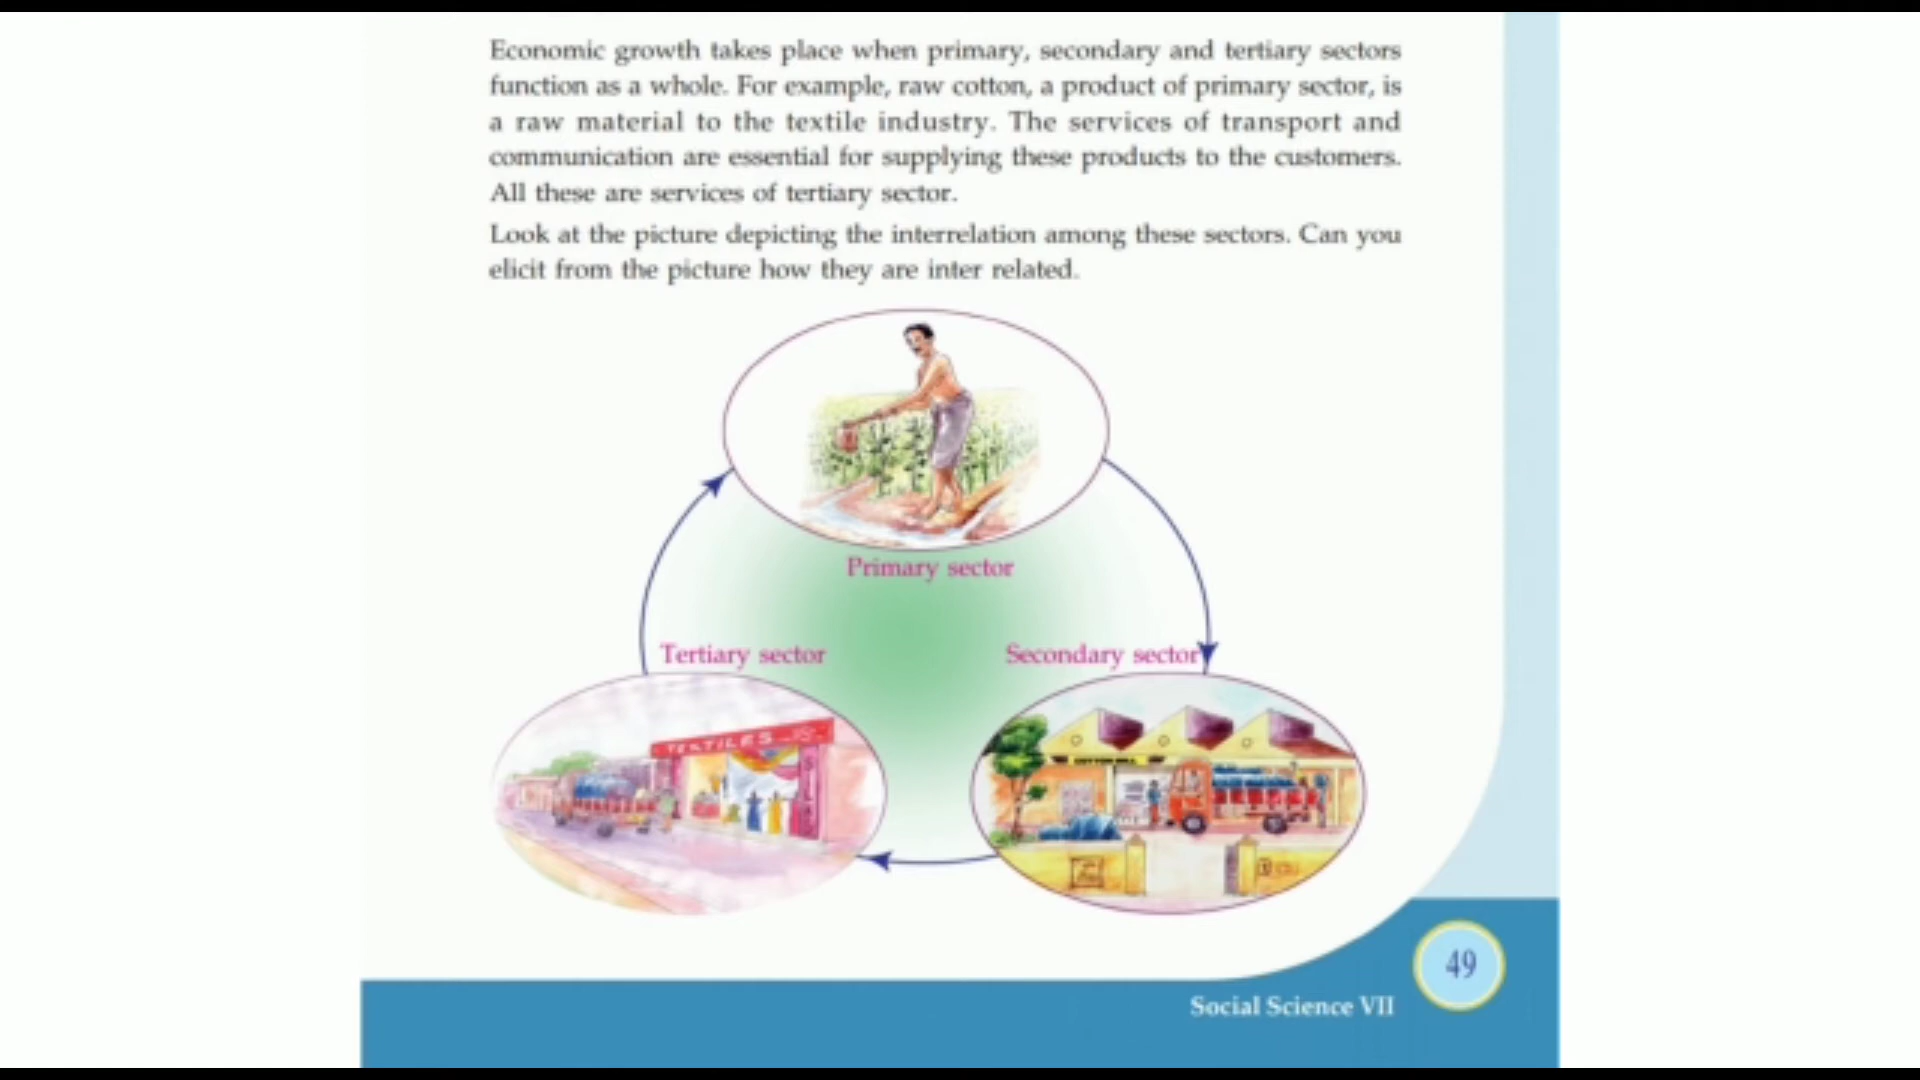 Economic growth takes place when primary, secondary and tertiary sectors
function as a whole. For example, raw cotton, a product of primary sector, is
a raw material to the textile industry. The services of transport and
communication are essential for supplying these products to the customers.
All these are services of tertiary sector.
Look at the picture depicting the interrelation among these sectors. Can you
elicit from the picture how they are inter related.
Primary sector
Tertiary sector
Secondary sector
TEXTILES
COTTON MILL
49
Social Science VII